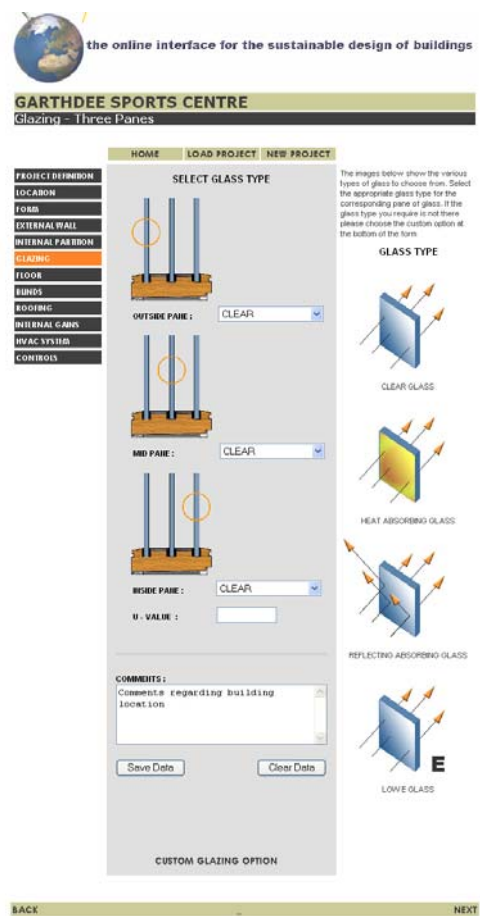 the online interface for the sustainable design of buildings
GARTHDEE SPORTS CENTRE
Glazing - Three Panes
HOME LOAD PROJECT NEW PROJECT
PROJECT DEFINITION
LOCATION
FORM
EXTERNAL WALL
INTERNAL PARTITION
GLAZING
FLOOR
BLINDS
ROOFING
INTERNAL GAINS
HVAC SYSTEM
CONTROLS
SELECT GLASS TYPE
OUTSIDE PANE : CLEAR
MID PANE : CLEAR
INSIDE PANE : CLEAR
U - VALUE :
COMMENTS :
Comments regarding building
location
Save Data Clear Data
CUSTOM GLAZING OPTION
The images below show the various
types of glass to choose from. Select
the appropriate glass type for the
corresponding pane of glass. If the
glass type you require is not there
please choose the custom option at
the bottom of the form
GLASS TYPE
CLEAR GLASS
HEAT ABSORBING GLASS
REFLECTING ABSORBING GLASS
E
LOW E GLASS
BACK NEXT